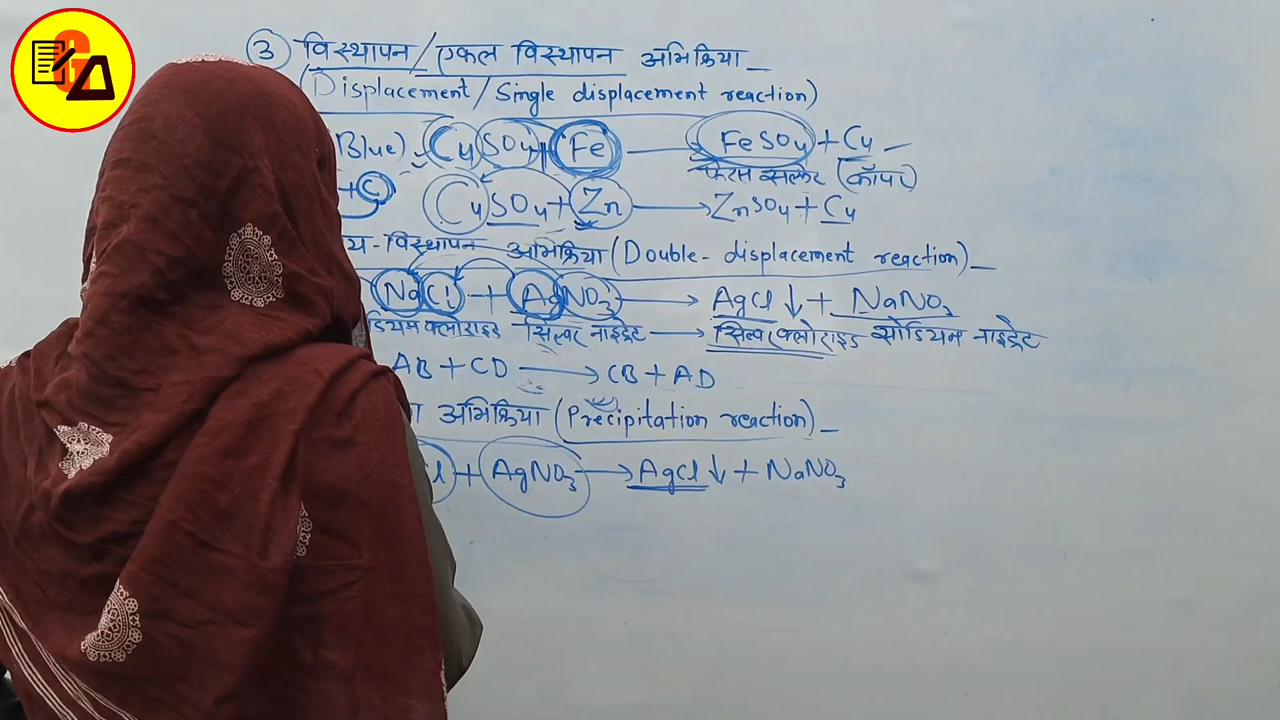 ③ विस्थापन/एकल विस्थापन अभिक्रिया_
(Displacement/Single displacement reaction)
Blue) CuSO4 + Fe ⟶ FeSO4 + Cu
फेरस सल्फेट (कॉपर)
+ C CuSO4 + Zn ⟶ ZnSO4 + Cu
य-विस्थापन अभिक्रिया (Double-displacement reaction)_
NaCl + AgNO3 ⟶ AgCl↓ + NaNO3
डियम क्लोराइड सिल्वर नाइट्रेट ⟶ सिल्वर क्लोराइड सोडियम नाइट्रेट
AB + CD ⟶ CB + AD
अभिक्रिया (Precipitation reaction)_
l + AgNO3 ⟶ AgCl↓ + NaNO3